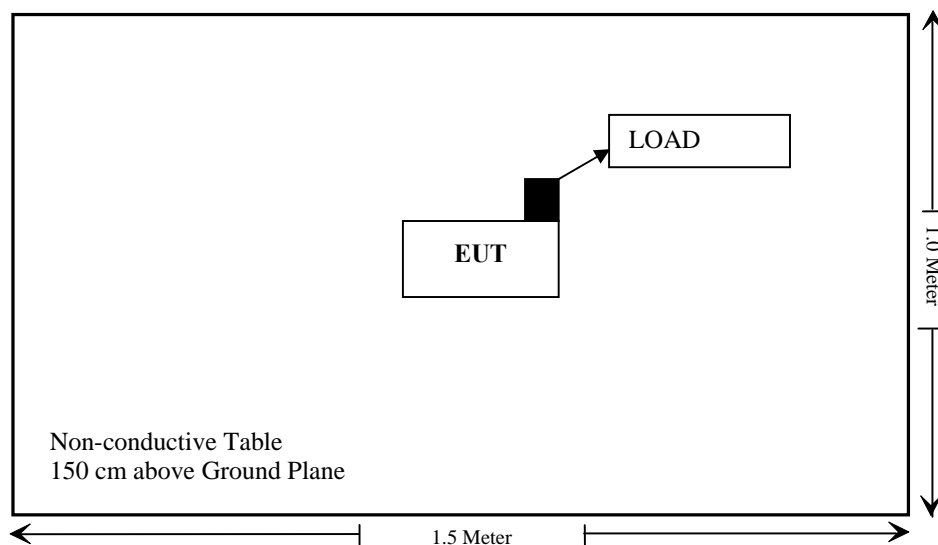 LOAD
EUT
1.0 Meter
Non-conductive Table
150 cm above Ground Plane
1.5 Meter